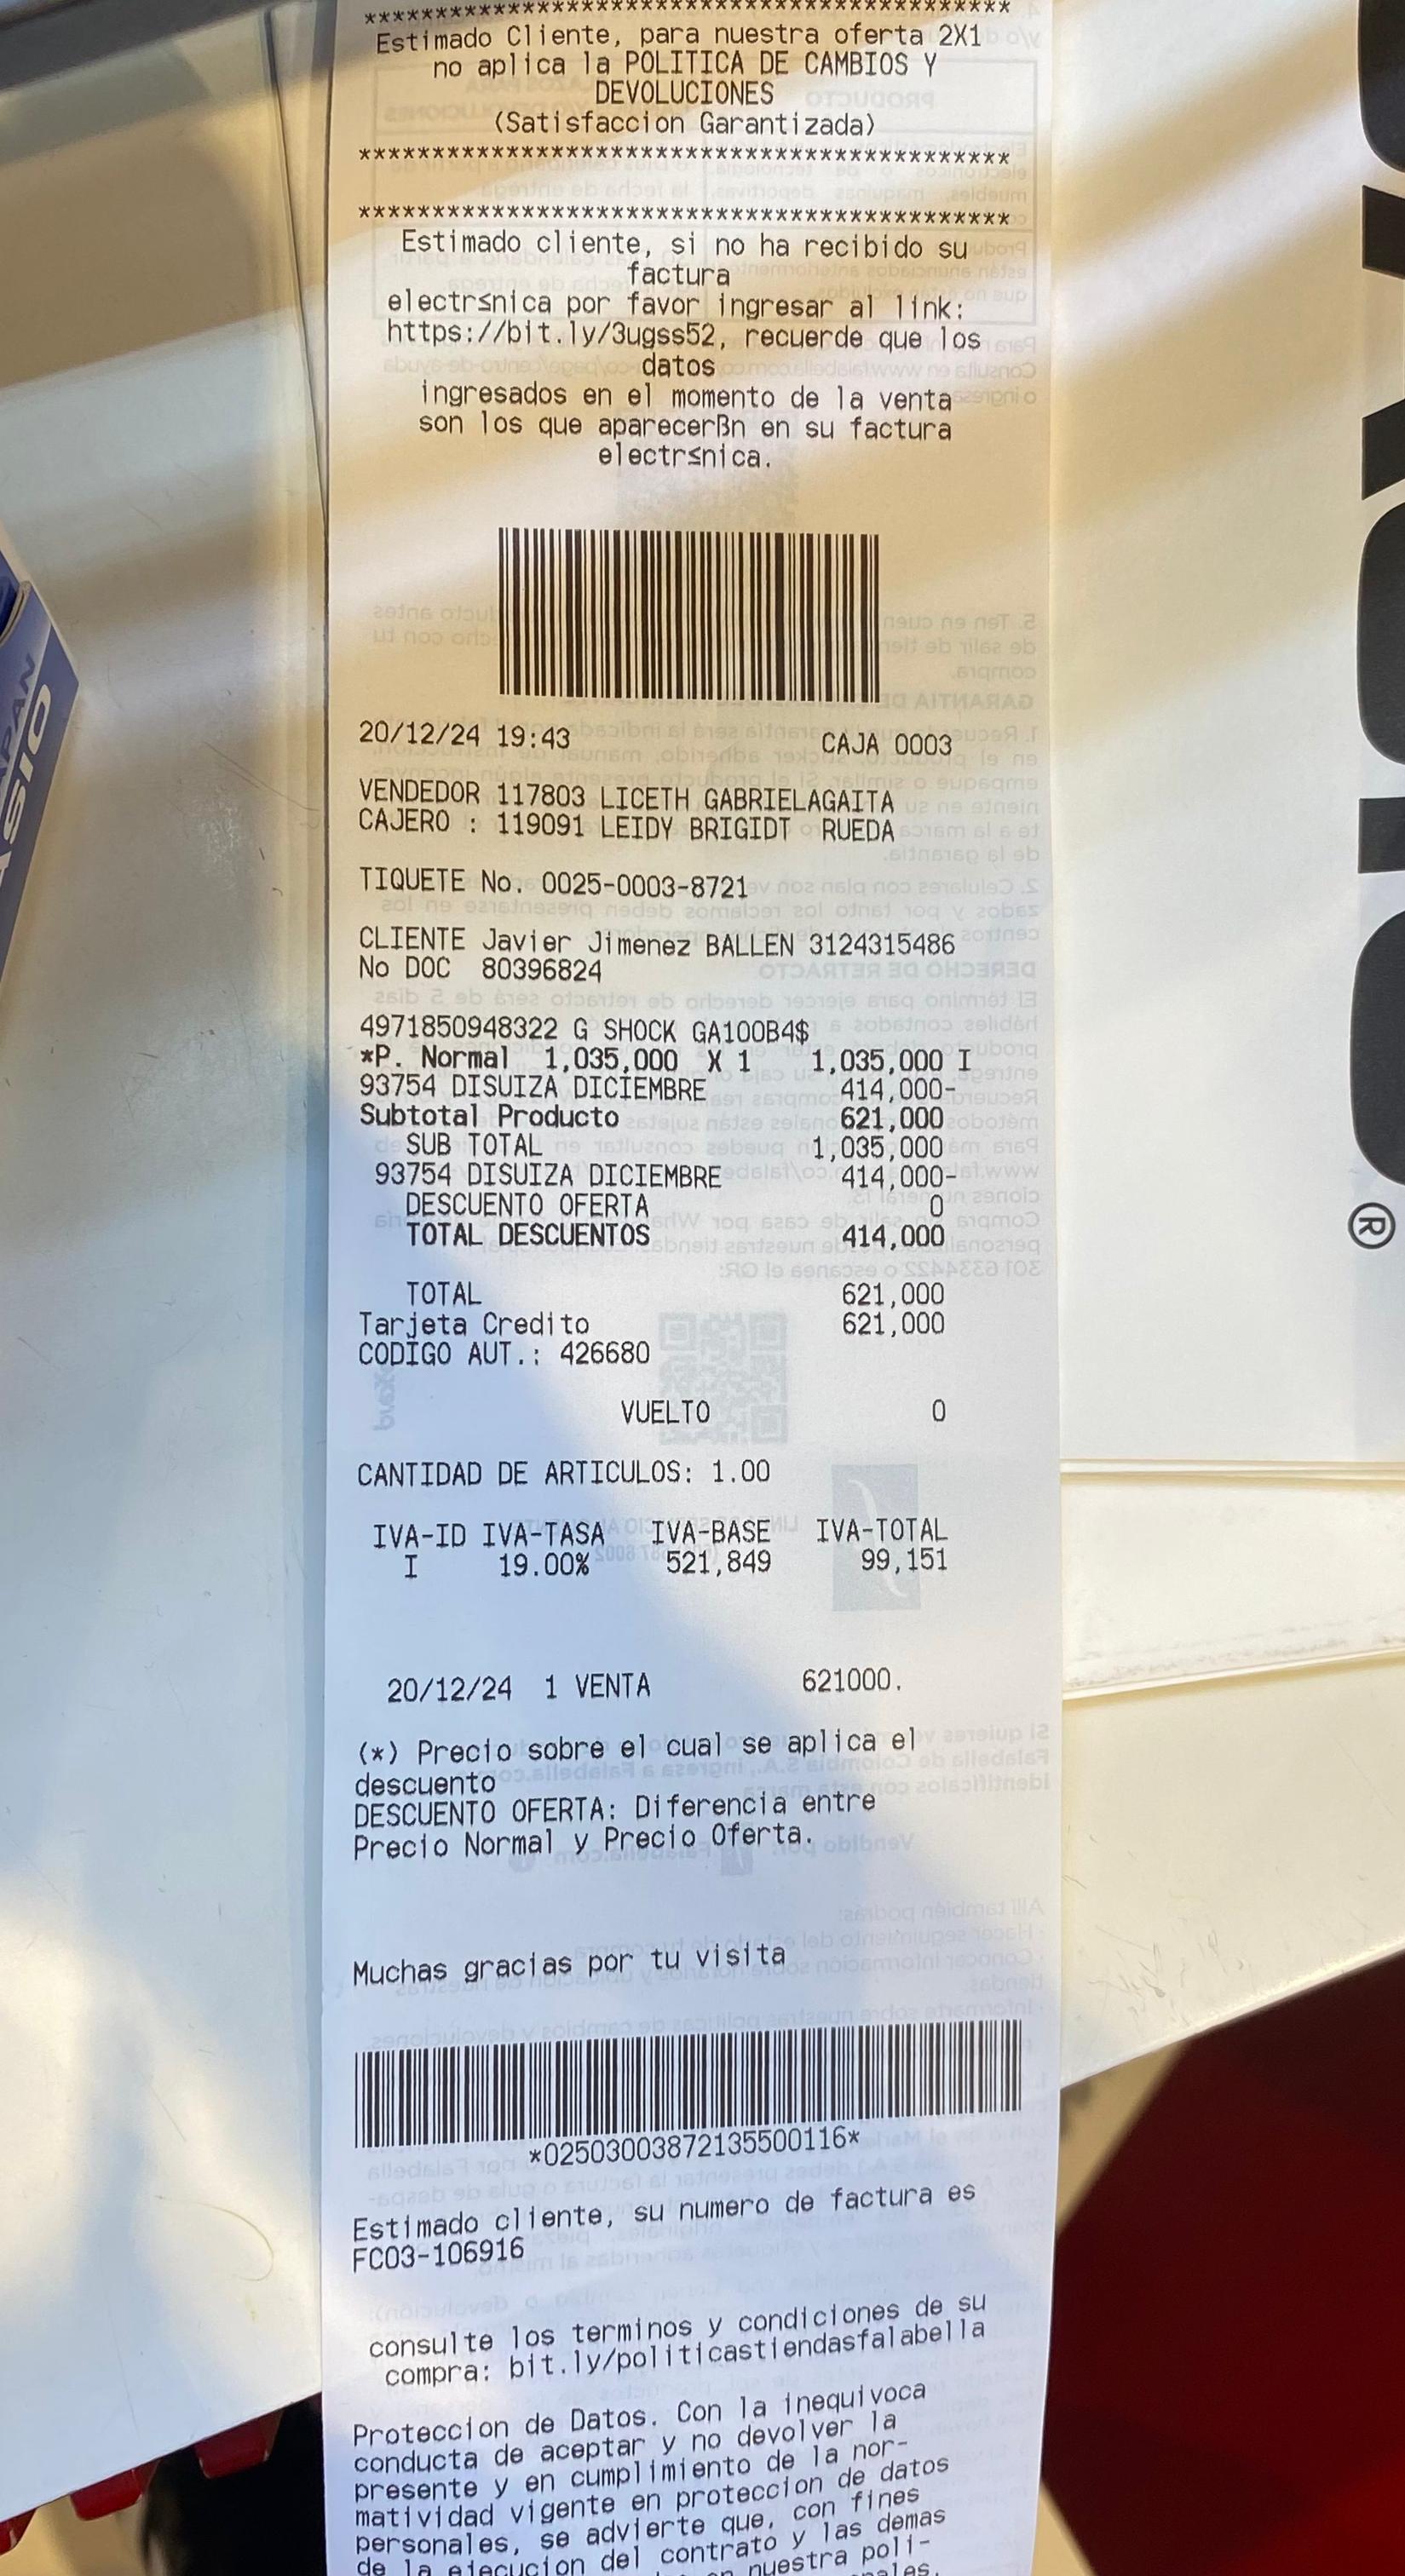 *******************************************
Estimado Cliente, para nuestra oferta 2X1
no aplica la POLITICA DE CAMBIOS Y
DEVOLUCIONES
(Satisfaccion Garantizada)
*******************************************
*******************************************
Estimado cliente, si no ha recibido su
factura
electr≤nica por favor ingresar al link:
https://bit.ly/3ugss52, recuerde que los
datos
ingresados en el momento de la venta
son los que aparecerßn en su factura
electr≤nica.
20/12/24 19:43 CAJA 0003
VENDEDOR 117803 LICETH GABRIELAGAITA
CAJERO : 119091 LEIDY BRIGIDT RUEDA
TIQUETE No. 0025-0003-8721
CLIENTE Javier Jimenez BALLEN 3124315486
No DOC 80396824
4971850948322 G SHOCK GA100B4$
*P. Normal 1,035,000 X 1 1,035,000 I
93754 DISUIZA DICIEMBRE 414,000-
Subtotal Producto 621,000
SUB TOTAL 1,035,000
93754 DISUIZA DICIEMBRE 414,000-
DESCUENTO OFERTA 0
TOTAL DESCUENTOS 414,000
TOTAL 621,000
Tarjeta Credito 621,000
CODIGO AUT.: 426680
VUELTO 0
CANTIDAD DE ARTICULOS: 1.00
IVA-ID IVA-TASA IVA-BASE IVA-TOTAL
I 19.00% 521,849 99,151
20/12/24 1 VENTA 621000.
(*) Precio sobre el cual se aplica el
descuento
DESCUENTO OFERTA: Diferencia entre
Precio Normal y Precio Oferta.
Muchas gracias por tu visita
*02503003872135500116*
Estimado cliente, su numero de factura es
FC03-106916
consulte los terminos y condiciones de su
compra: bit.ly/politicastiendasfalabella
Proteccion de Datos. Con la inequivoca
conducta de aceptar y no devolver la
presente y en cumplimiento de la nor-
matividad vigente en proteccion de datos
personales, se advierte que, con fines
de la ejecucion del contrato y las demas
en nuestra poli-
®